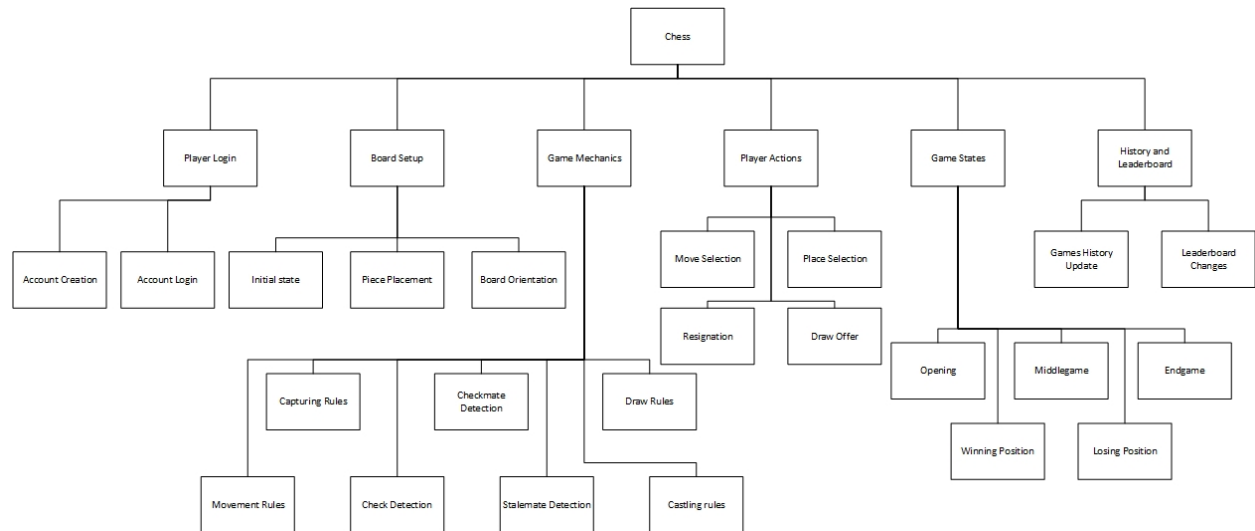 Chess
Player Login
Board Setup
Game Mechanics
Player Actions
Game States
History and
Leaderboard
Account Creation
Account Login
Initial state
Piece Placement
Board Orientation
Move Selection
Place Selection
Games History
Update
Leaderboard
Changes
Resignation
Draw Offer
Opening
Middlegame
Endgame
Capturing Rules
Checkmate
Detection
Draw Rules
Winning Position
Losing Position
Movement Rules
Check Detection
Stalemate Detection
Castling rules